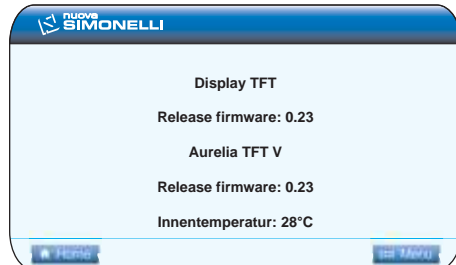 nuova
SIMONELLI
Display TFT
Release firmware: 0.23
Aurelia TFT V
Release firmware: 0.23
Innentemperatur: 28°C
Home
Menu